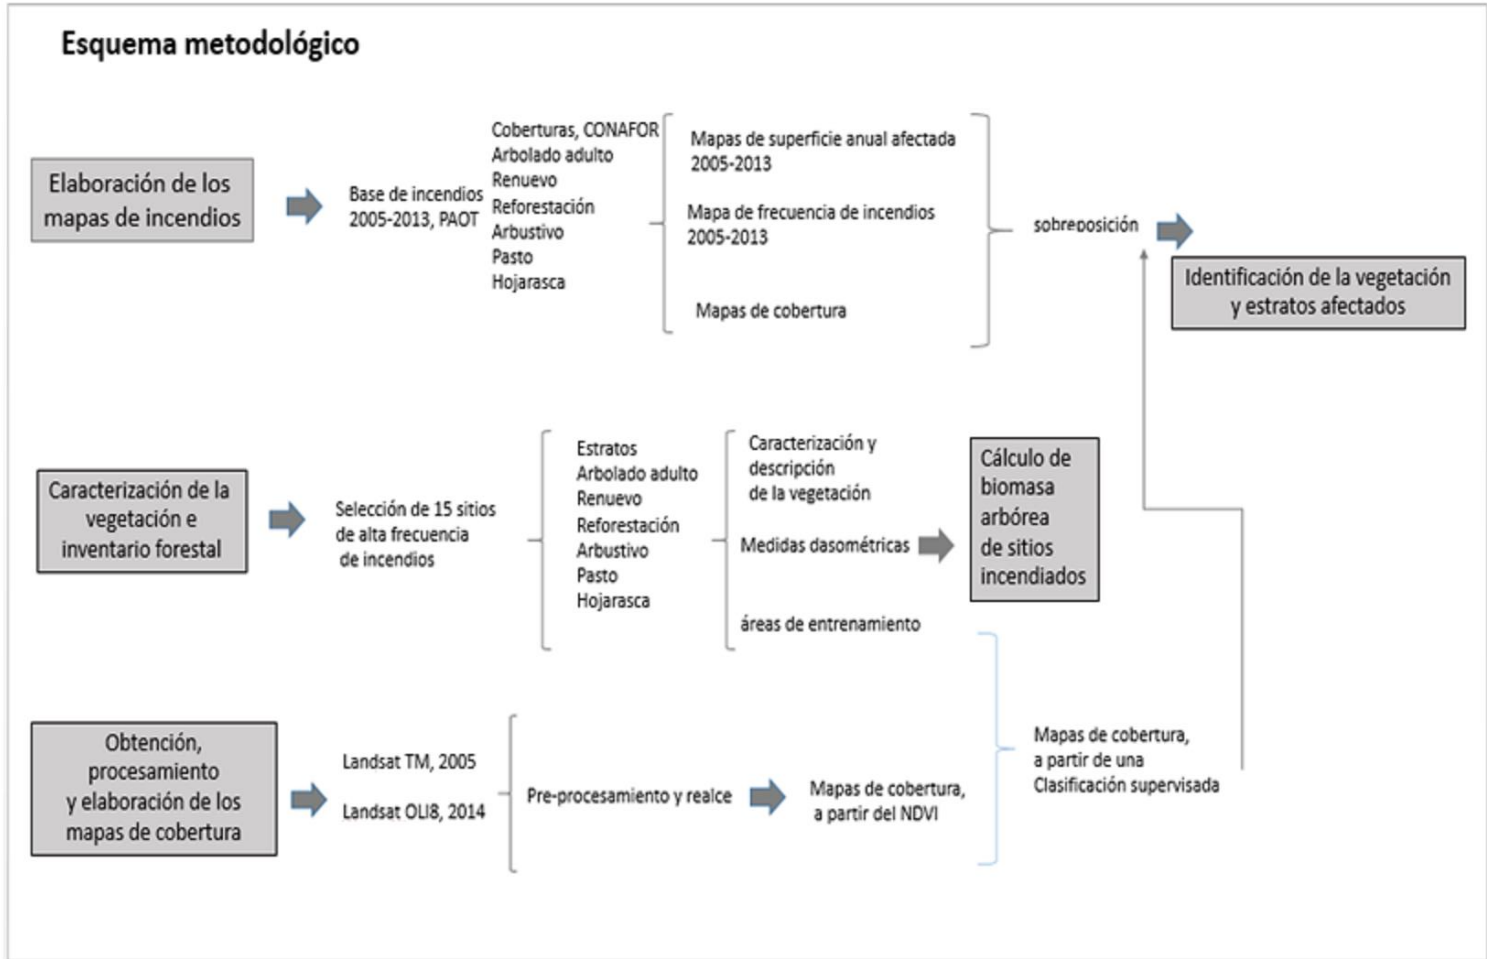 Esquema metodológico
Elaboración de los
mapas de incendios
Base de incendios
2005-2013, PAOT
Coberturas, CONAFOR
Arbolado adulto
Renuevo
Reforestación
Arbustivo
Pasto
Hojarasca
Mapas de superficie anual afectada
2005-2013
Mapa de frecuencia de incendios
2005-2013
Mapas de cobertura
sobreposición
Identificación de la vegetación
y estratos afectados
Caracterización de la
vegetación e
inventario forestal
Selección de 15 sitios
de alta frecuencia
de incendios
Estratos
Arbolado adulto
Renuevo
Reforestación
Arbustivo
Pasto
Hojarasca
Caracterización y
descripción
de la vegetación
Medidas dasométricas
áreas de entrenamiento
Cálculo de
biomasa
arbórea
de sitios
incendiados
Obtención,
procesamiento
y elaboración de los
mapas de cobertura
Landsat TM, 2005
Landsat OLI8, 2014
Pre-procesamiento y realce
Mapas de cobertura,
a partir del NDVI
Mapas de cobertura,
a partir de una
Clasificación supervisada